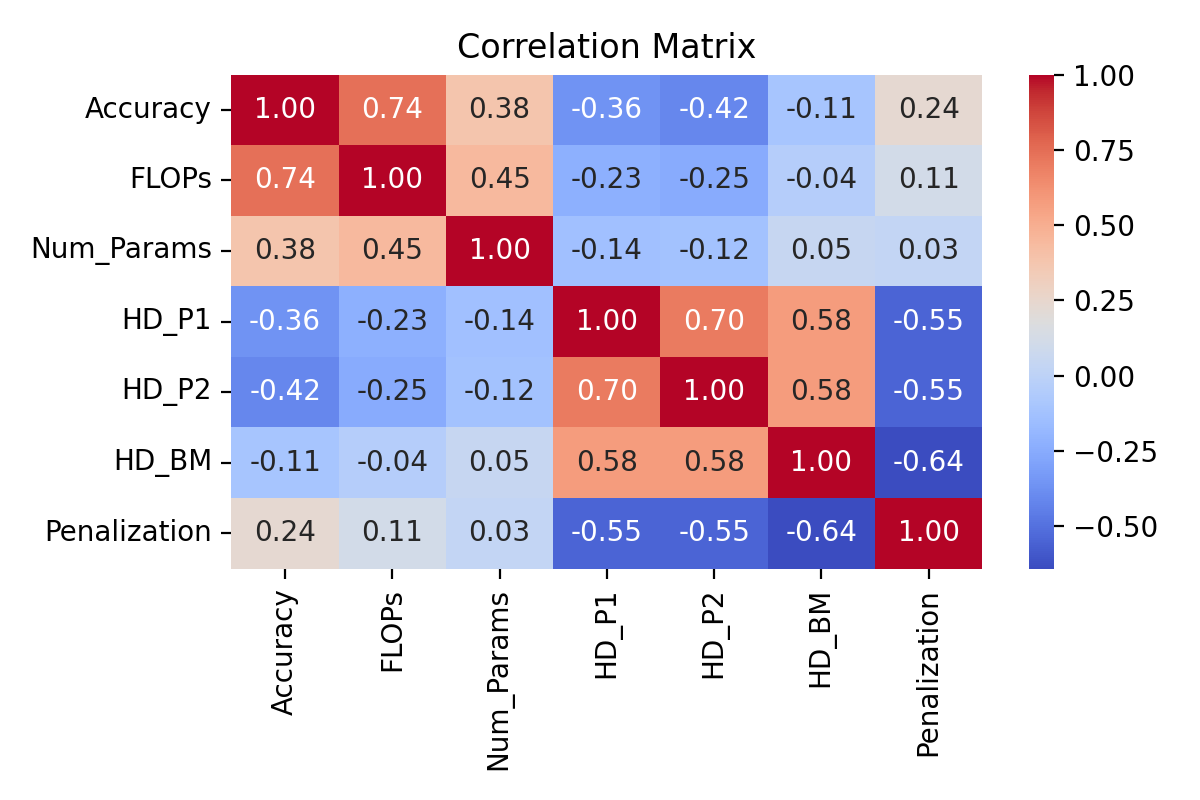 Correlation Matrix
Accuracy 1.00 0.74 0.38 -0.36 -0.42 -0.11 0.24
FLOPs 0.74 1.00 0.45 -0.23 -0.25 -0.04 0.11
Num_Params 0.38 0.45 1.00 -0.14 -0.12 0.05 0.03
HD_P1 -0.36 -0.23 -0.14 1.00 0.70 0.58 -0.55
HD_P2 -0.42 -0.25 -0.12 0.70 1.00 0.58 -0.55
HD_BM -0.11 -0.04 0.05 0.58 0.58 1.00 -0.64
Penalization 0.24 0.11 0.03 -0.55 -0.55 -0.64 1.00
Accuracy
FLOPs
Num_Params
HD_P1
HD_P2
HD_BM
Penalization
1.00
0.75
0.50
0.25
0.00
−0.25
−0.50